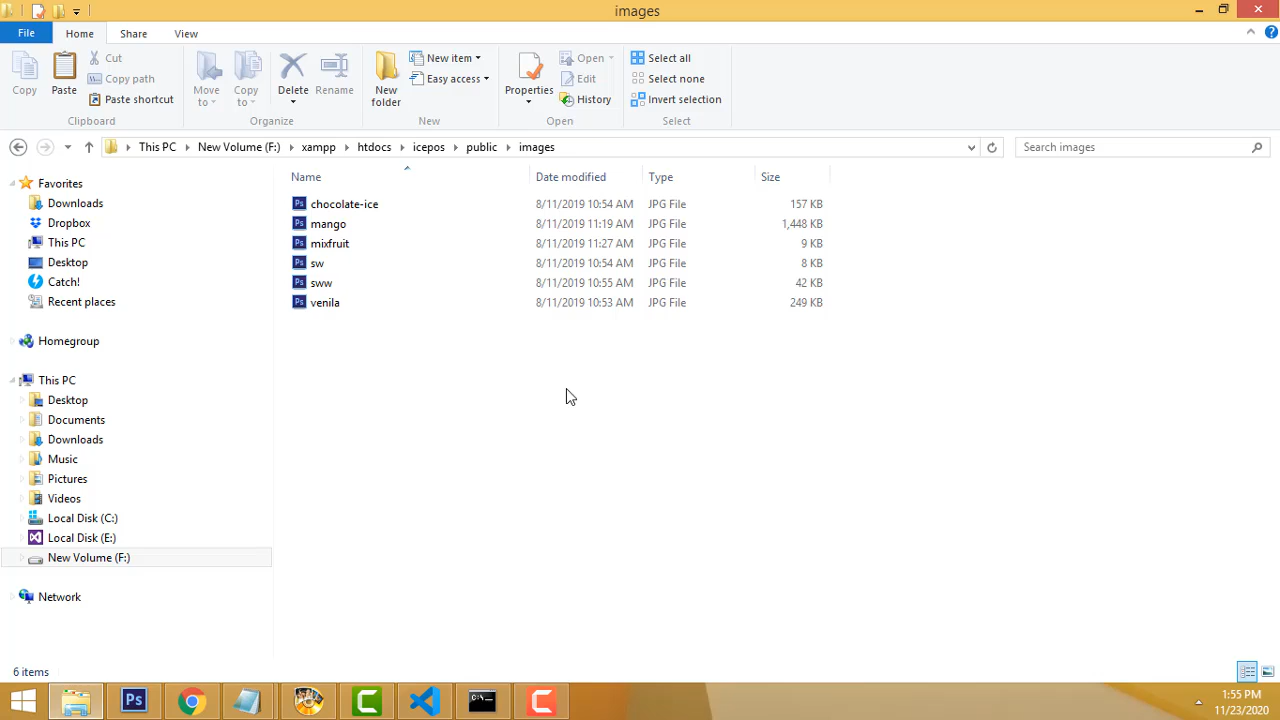 images
File Home Share View
Copy
Paste
Cut
Copy path
Paste shortcut
Clipboard
Move to
Copy to
Delete
Rename
Organize
New folder
New item
Easy access
New
Properties
Open
Edit
History
Open
Select all
Select none
Invert selection
Select
This PC New Volume (F:) xampp htdocs icepos public images
Search images
Name Date modified Type Size
chocolate-ice 8/11/2019 10:54 AM JPG File 157 KB
mango 8/11/2019 11:19 AM JPG File 1,448 KB
mixfruit 8/11/2019 11:27 AM JPG File 9 KB
sw 8/11/2019 10:54 AM JPG File 8 KB
sww 8/11/2019 10:55 AM JPG File 42 KB
venila 8/11/2019 10:53 AM JPG File 249 KB
Favorites
Downloads
Dropbox
This PC
Desktop
Catch!
Recent places
Homegroup
This PC
Desktop
Documents
Downloads
Music
Pictures
Videos
Local Disk (C:)
Local Disk (E:)
New Volume (F:)
Network
6 items
Ps
1:55 PM
11/23/2020